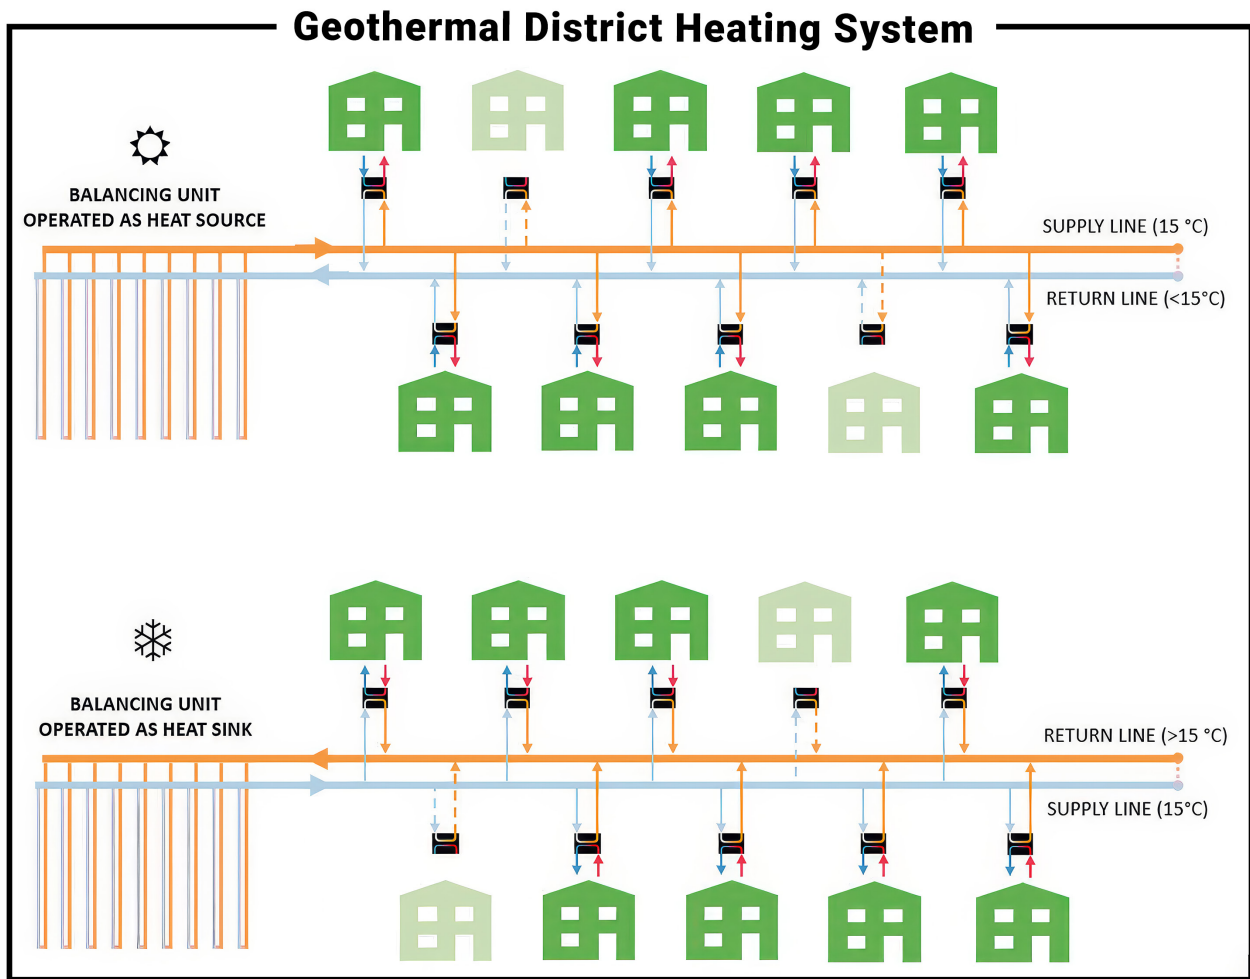 Geothermal District Heating System
BALANCING UNIT
OPERATED AS HEAT SOURCE
SUPPLY LINE (15 °C)
RETURN LINE (<15°C)
BALANCING UNIT
OPERATED AS HEAT SINK
RETURN LINE (>15 °C)
SUPPLY LINE (15°C)